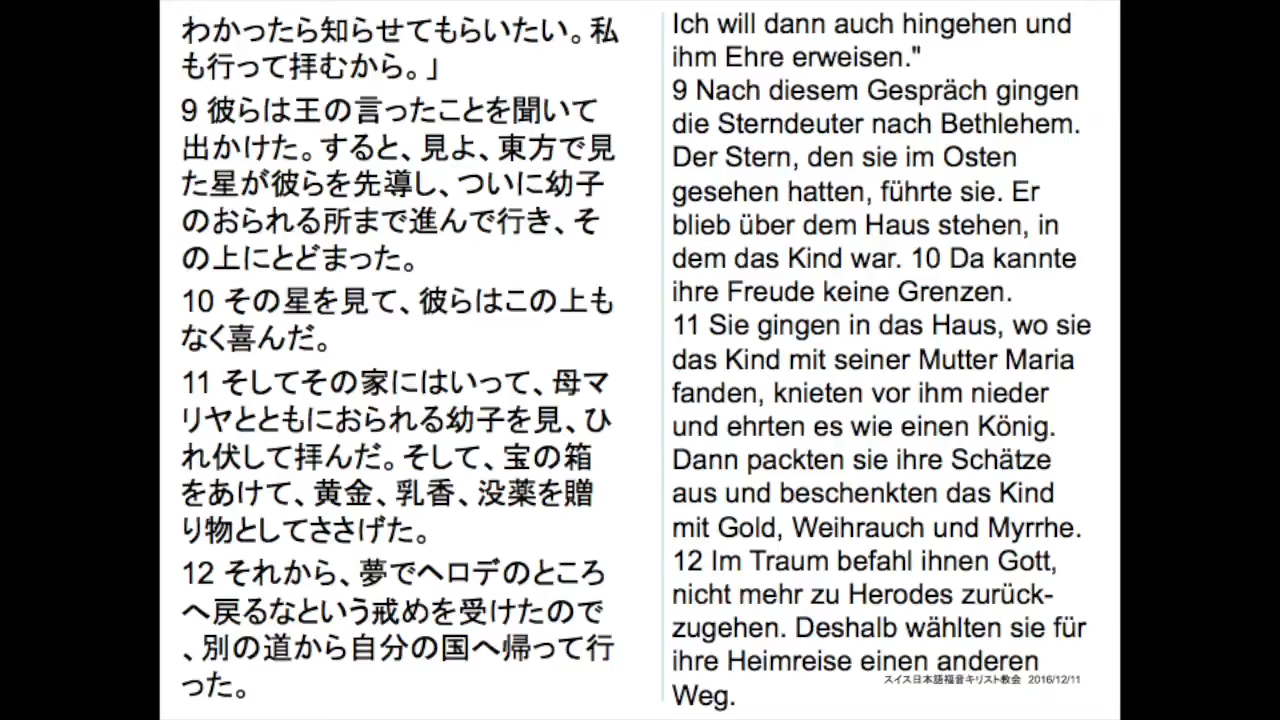 わかったら知らせてもらいたい。私
も行って拝むから。」
9 彼らは王の言ったことを聞いて
出かけた。すると、見よ、東方で見
た星が彼らを先導し、ついに幼子
のおられる所まで進んで行き、そ
の上にとどまった。
10 その星を見て、彼らはこの上も
なく喜んだ。
11 そしてその家にはいって、母マ
リヤとともにおられる幼子を見、ひ
れ伏して拝んだ。そして、宝の箱
をあけて、黄金、乳香、没薬を贈
り物としてささげた。
12 それから、夢でヘロデのところ
へ戻るなという戒めを受けたので
、別の道から自分の国へ帰って行
った。
Ich will dann auch hingehen und
ihm Ehre erweisen."
9 Nach diesem Gespräch gingen
die Sterndeuter nach Bethlehem.
Der Stern, den sie im Osten
gesehen hatten, führte sie. Er
blieb über dem Haus stehen, in
dem das Kind war. 10 Da kannte
ihre Freude keine Grenzen.
11 Sie gingen in das Haus, wo sie
das Kind mit seiner Mutter Maria
fanden, knieten vor ihm nieder
und ehrten es wie einen König.
Dann packten sie ihre Schätze
aus und beschenkten das Kind
mit Gold, Weihrauch und Myrrhe.
12 Im Traum befahl ihnen Gott,
nicht mehr zu Herodes zurück-
zugehen. Deshalb wählten sie für
ihre Heimreise einen anderen
Weg.
スイス日本語福音キリスト教会 2016/12/11